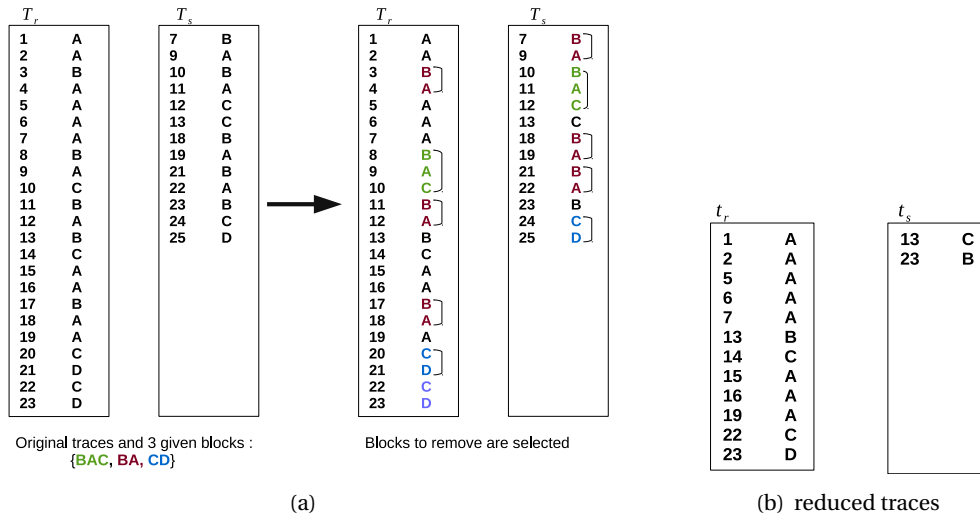 T_r T_s T_r T_s
1 A 7 B 1 A 7 B
2 A 9 A 2 A 9 A
3 B 10 B 3 B 10 B
4 A 11 A 4 A 11 A
5 A 12 C 5 A 12 C
6 A 13 C 6 A 13 C
7 A 18 B 7 A 18 B
8 B 19 A 8 B 19 A
9 A 21 B 9 A 21 B
10 C 22 A 10 C 22 A
11 B 23 B 11 B 23 B
12 A 24 C 12 A 24 C
13 B 25 D 13 B 25 D
14 C 14 C
15 A 15 A
16 A 16 A
17 B 17 B
18 A 18 A
19 A 19 A
20 C 20 C
21 D 21 D
22 C 22 C
23 D 23 D
Original traces and 3 given blocks :
{BAC, BA, CD}
Blocks to remove are selected
(a)
t_r t_s
1 A 13 C
2 A 23 B
5 A
6 A
7 A
13 B
14 C
15 A
16 A
19 A
22 C
23 D
(b) reduced traces